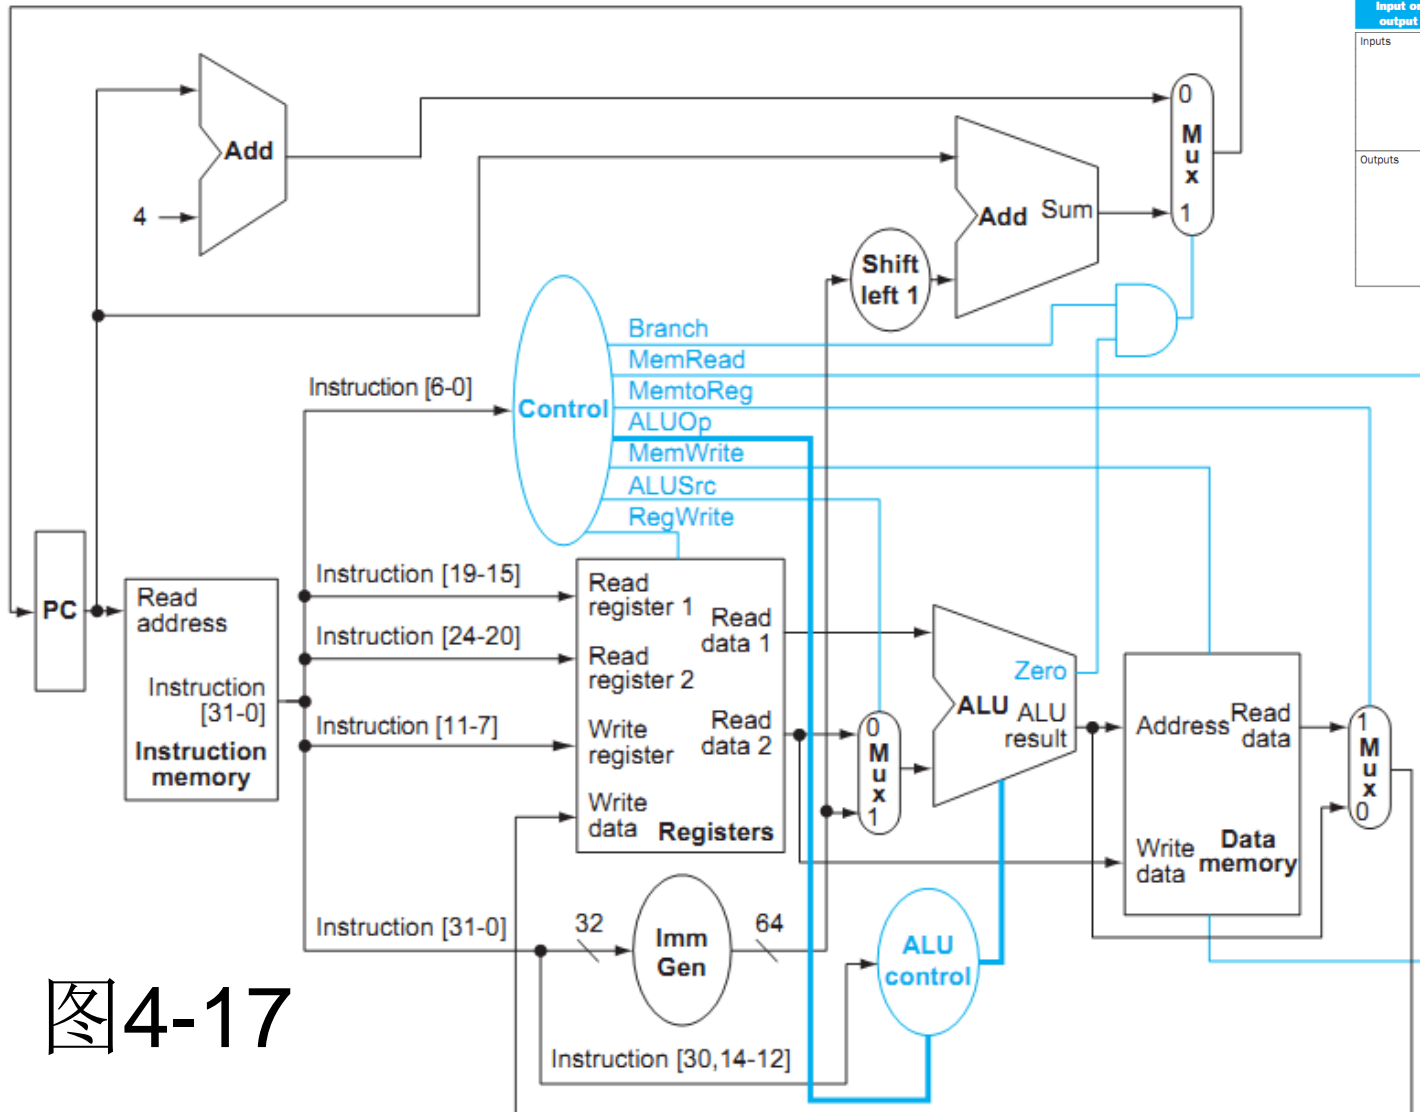 Input or
output
Inputs
Outputs
0
M
u
x
1
Add
4
Add
Sum
Shift
left 1
Branch
MemRead
MemtoReg
ALUOp
MemWrite
ALUSrc
RegWrite
Instruction [6-0]
Control
Instruction [19-15]
Instruction [24-20]
Instruction [11-7]
Instruction [31-0]
PC
Read
address
Instruction
[31-0]
Instruction
memory
Read
register 1
Read
register 2
Write
register
Write
data
Registers
Read
data 1
Read
data 2
0
M
u
x
1
Zero
ALU
ALU
result
Address
Read
data
Write
data
Data
memory
1
M
u
x
0
32
Imm
Gen
64
ALU
control
Instruction [30,14-12]
图4-17